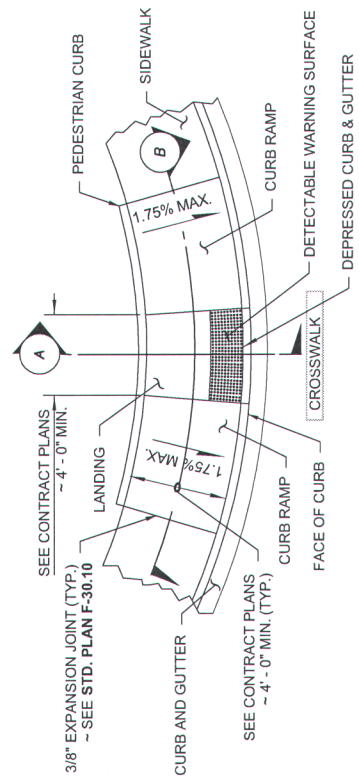 SEE CONTRACT PLANS
~ 4' - 0" MIN.
A
3/8" EXPANSION JOINT (TYP.)
~ SEE STD. PLAN F-30.10
LANDING
PEDESTRIAN CURB
SIDEWALK
B
1.75% MAX.
1.75% MAX.
CURB AND GUTTER
SEE CONTRACT PLANS
~ 4' - 0" MIN. (TYP.)
CURB RAMP
FACE OF CURB
CROSSWALK
CURB RAMP
DETECTABLE WARNING SURFACE
DEPRESSED CURB & GUTTER